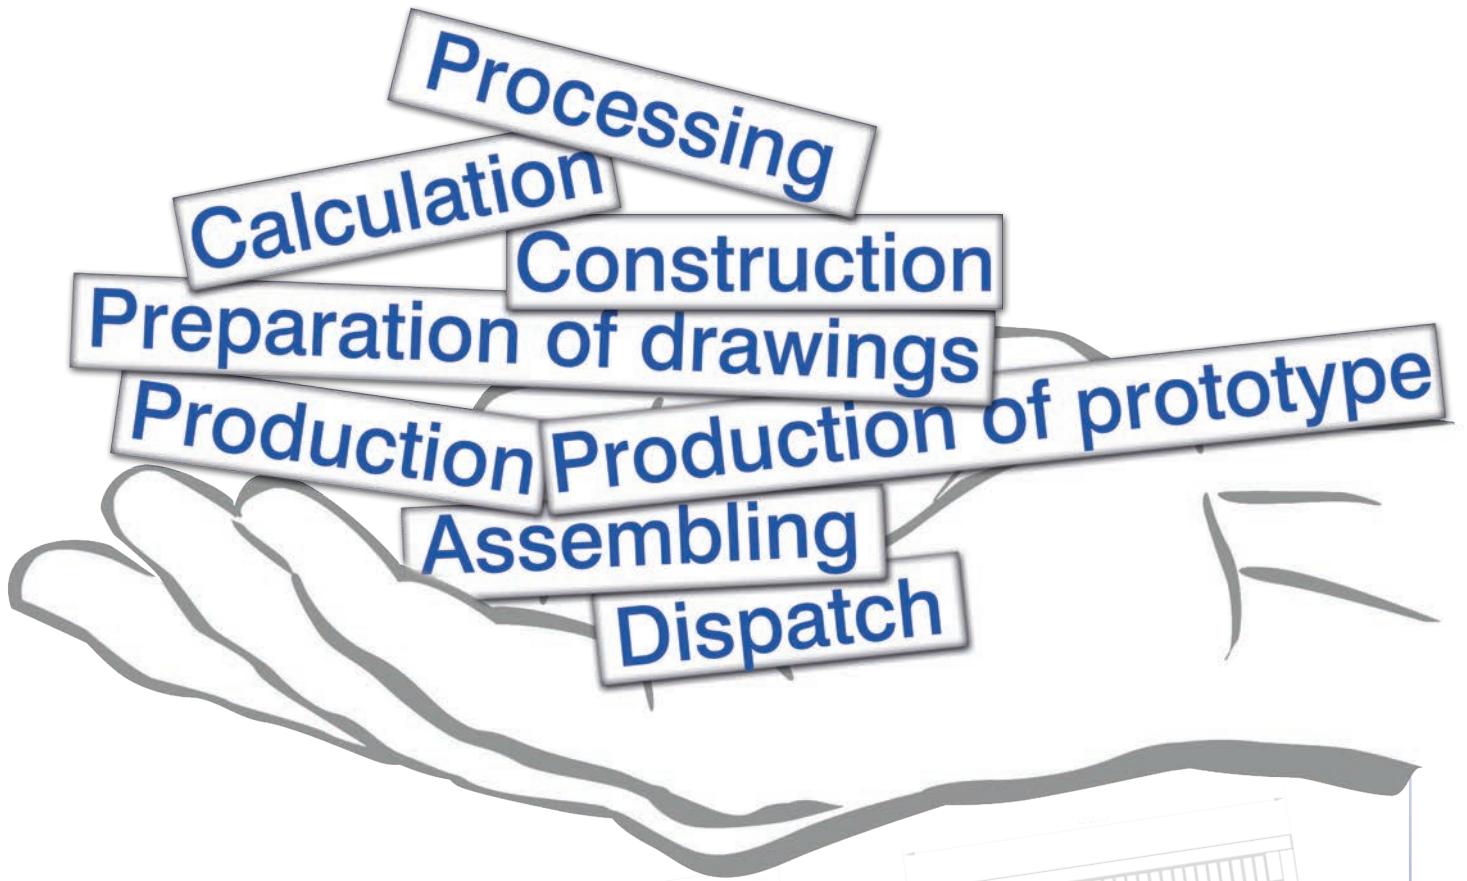 Processing
Calculation
Construction
Preparation of drawings
Production
Production of prototype
Assembling
Dispatch